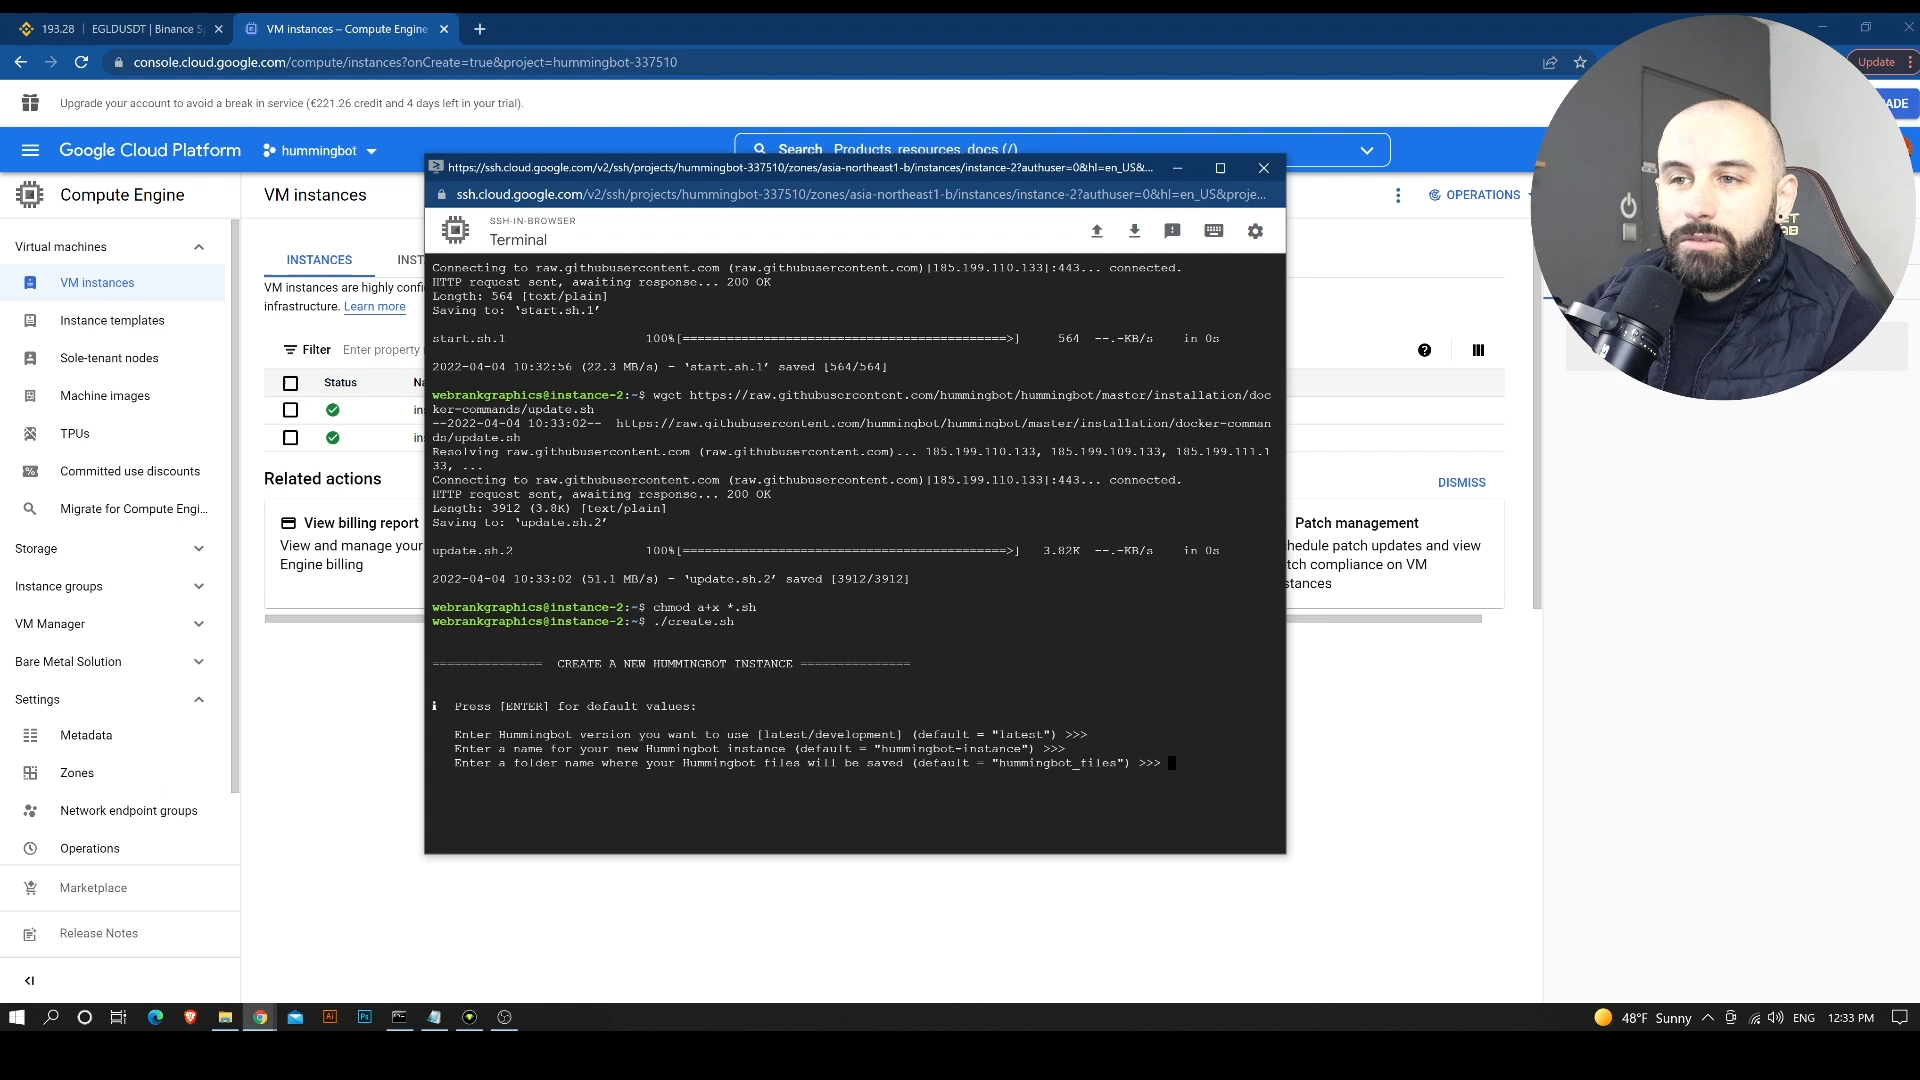 193.28 | EGLDUSDT | Binance Sp
VM instances – Compute Engine
console.cloud.google.com/compute/instances?onCreate=true&project=hummingbot-337510
Update
Upgrade your account to avoid a break in service (€221.26 credit and 4 days left in your trial).
ADE
Google Cloud Platform
hummingbot
Search Products, resources, docs (/)
Compute Engine
Virtual machines
VM instances
Instance templates
Sole-tenant nodes
Machine images
TPUs
Committed use discounts
Migrate for Compute Engi...
Storage
Instance groups
VM Manager
Bare Metal Solution
Settings
Metadata
Zones
Network endpoint groups
Operations
Marketplace
Release Notes
VM instances
OPERATIONS
INSTANCES
INST
VM instances are highly confi
infrastructure. Learn more
Filter Enter property
Status Na
in
in
Related actions
DISMISS
View billing report
View and manage your
Engine billing
Patch management
chedule patch updates and view
tch compliance on VM
stances
https://ssh.cloud.google.com/v2/ssh/projects/hummingbot-337510/zones/asia-northeast1-b/instances/instance-2?authuser=0&hl=en_US&...
ssh.cloud.google.com/v2/ssh/projects/hummingbot-337510/zones/asia-northeast1-b/instances/instance-2?authuser=0&hl=en_US&proje...
SSH-IN-BROWSER
Terminal
Connecting to raw.githubusercontent.com (raw.githubusercontent.com)|185.199.110.133|:443... connected.
HTTP request sent, awaiting response... 200 OK
Length: 564 [text/plain]
Saving to: ‘start.sh.1’
start.sh.1 100%[============================================>] 564 --.-KB/s in 0s
2022-04-04 10:32:56 (22.3 MB/s) - ‘start.sh.1’ saved [564/564]
webrankgraphics@instance-2:~$ wget https://raw.githubusercontent.com/hummingbot/hummingbot/master/installation/doc
ker-commands/update.sh
--2022-04-04 10:33:02-- https://raw.githubusercontent.com/hummingbot/hummingbot/master/installation/docker-comman
ds/update.sh
Resolving raw.githubusercontent.com (raw.githubusercontent.com)... 185.199.110.133, 185.199.109.133, 185.199.111.1
33, ...
Connecting to raw.githubusercontent.com (raw.githubusercontent.com)|185.199.110.133|:443... connected.
HTTP request sent, awaiting response... 200 OK
Length: 3912 (3.8K) [text/plain]
Saving to: ‘update.sh.2’
update.sh.2 100%[============================================>] 3.82K --.-KB/s in 0s
2022-04-04 10:33:02 (51.1 MB/s) - ‘update.sh.2’ saved [3912/3912]
webrankgraphics@instance-2:~$ chmod a+x *.sh
webrankgraphics@instance-2:~$ ./create.sh
=============== CREATE A NEW HUMMINGBOT INSTANCE ===============
ℹ Press [ENTER] for default values:
Enter Hummingbot version you want to use [latest/development] (default = "latest") >>>
Enter a name for your new Hummingbot instance (default = "hummingbot-instance") >>>
Enter a folder name where your Hummingbot files will be saved (default = "hummingbot_files") >>>
Ai
Ps
48°F Sunny
ENG
12:33 PM